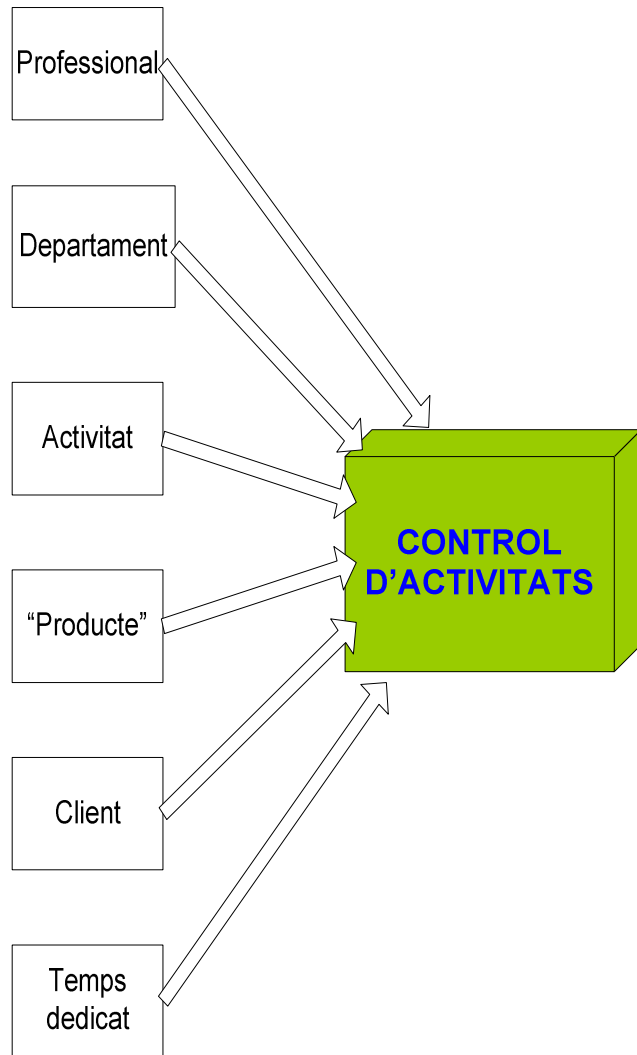 Professional
Departament
Activitat
“Producte”
Client
Temps
dedicat
CONTROL
D’ACTIVITATS